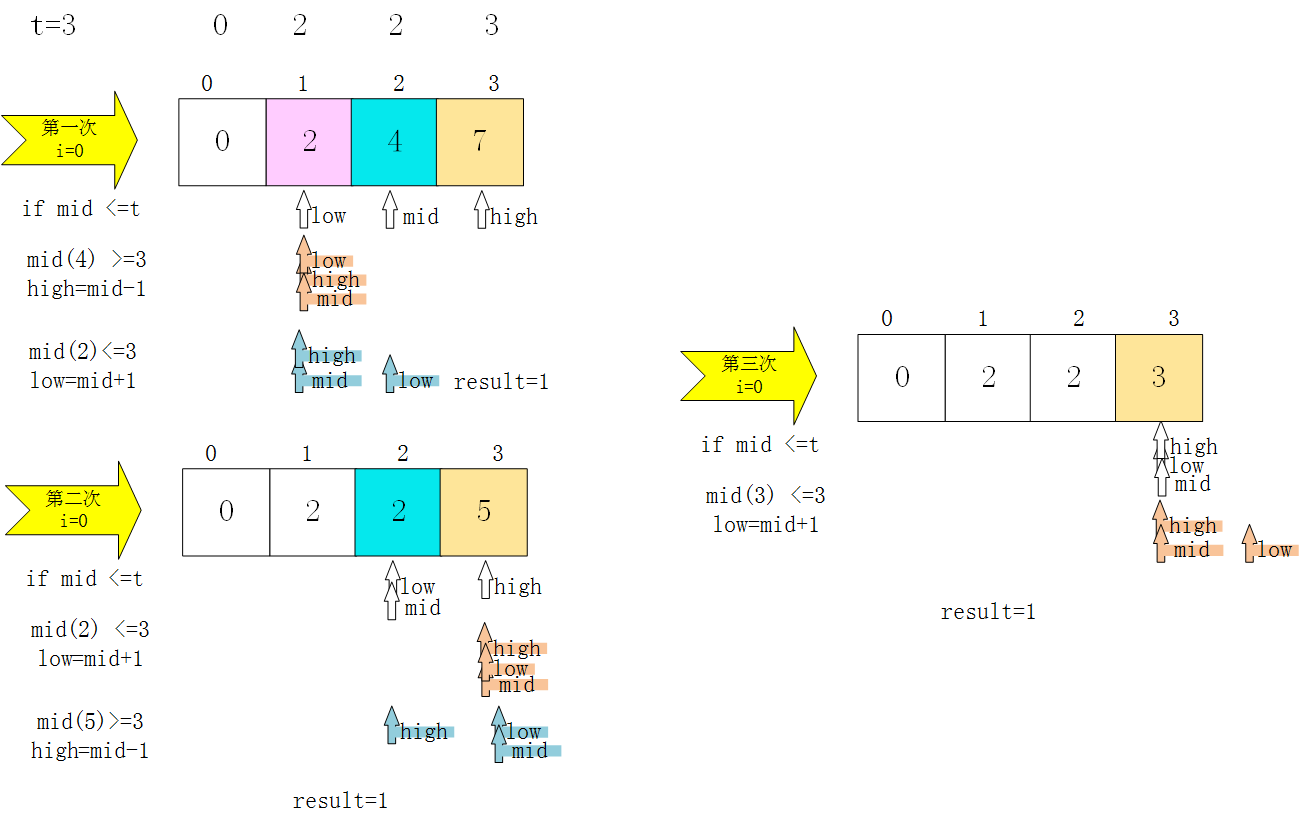 t=3 0 2 2 3
0 1 2 3
第一次
i=0
0 2 4 7
if mid <=t
low mid high
mid(4) >=3
high=mid-1
low
high
mid
mid(2)<=3
low=mid+1
high
mid
low
result=1
0 1 2 3
第二次
i=0
0 2 2 5
if mid <=t
low
mid
high
mid(2) <=3
low=mid+1
high
low
mid
mid(5)>=3
high=mid-1
high
low
mid
result=1
0 1 2 3
第三次
i=0
0 2 2 3
if mid <=t
high
low
mid
mid(3) <=3
low=mid+1
high
mid
low
result=1